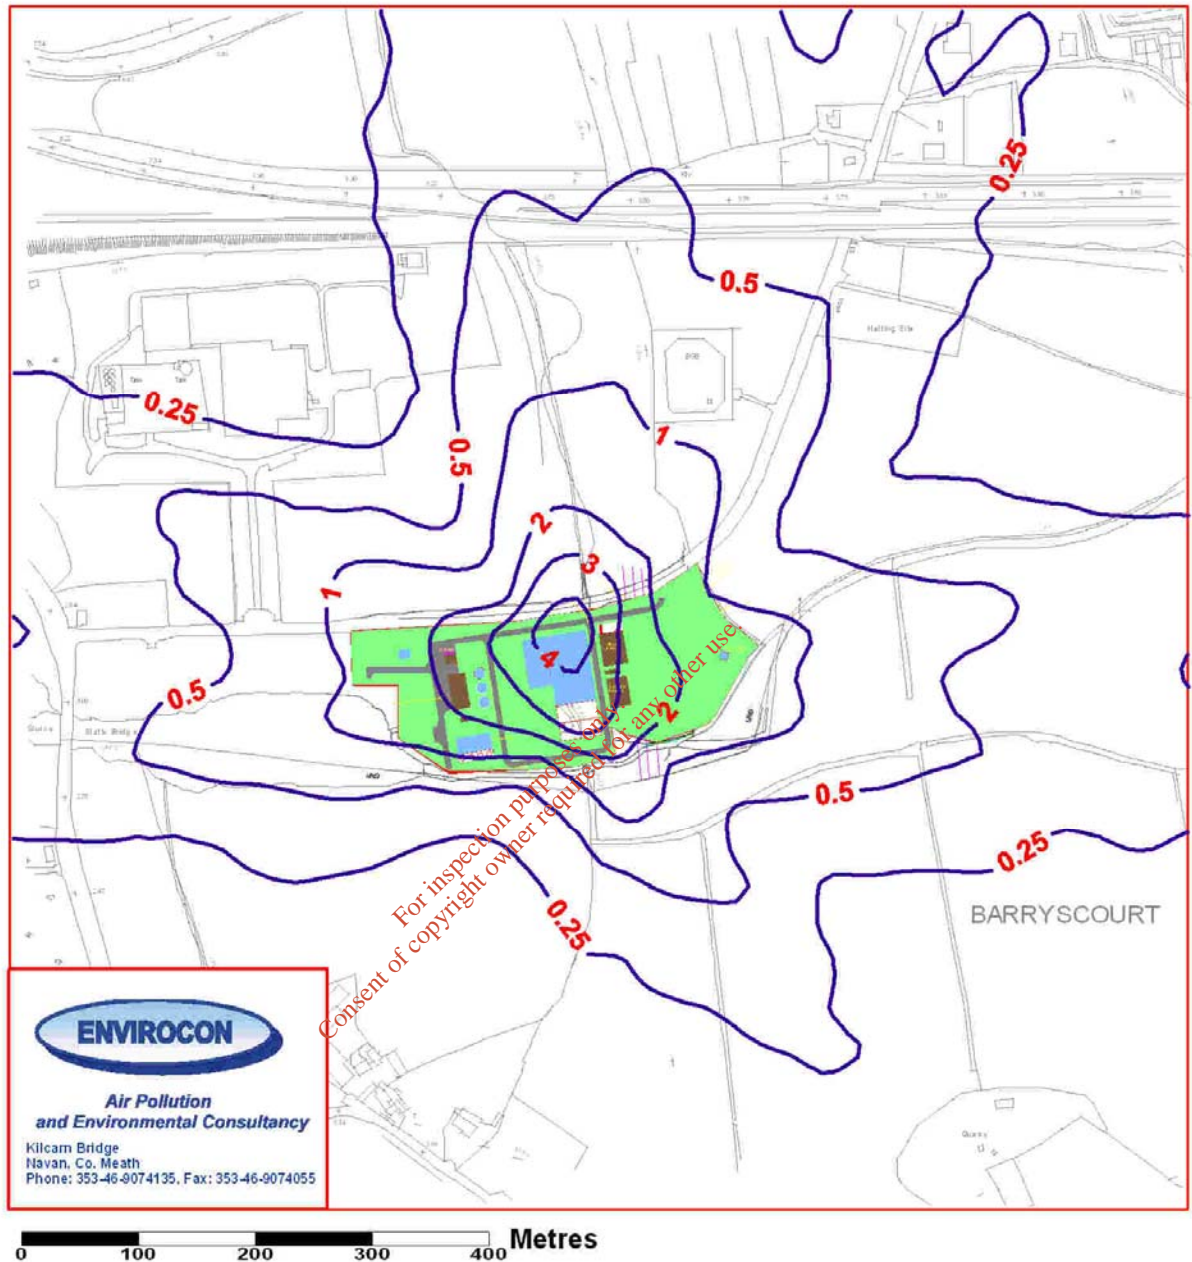 0.25
0.5
Halting Site
1
0.25
0.5
2
3
1
4
0.5
2
0.5
0.25
0.25
BARRYSCOURT
For inspection purposes only.
Consent of copyright owner required for any other use.
ENVIROCON
Air Pollution
and Environmental Consultancy
Kilcarn Bridge
Navan, Co. Meath
Phone: 353-46-9074135, Fax: 353-46-9074055
Quarry
0 100 200 300 400 Metres